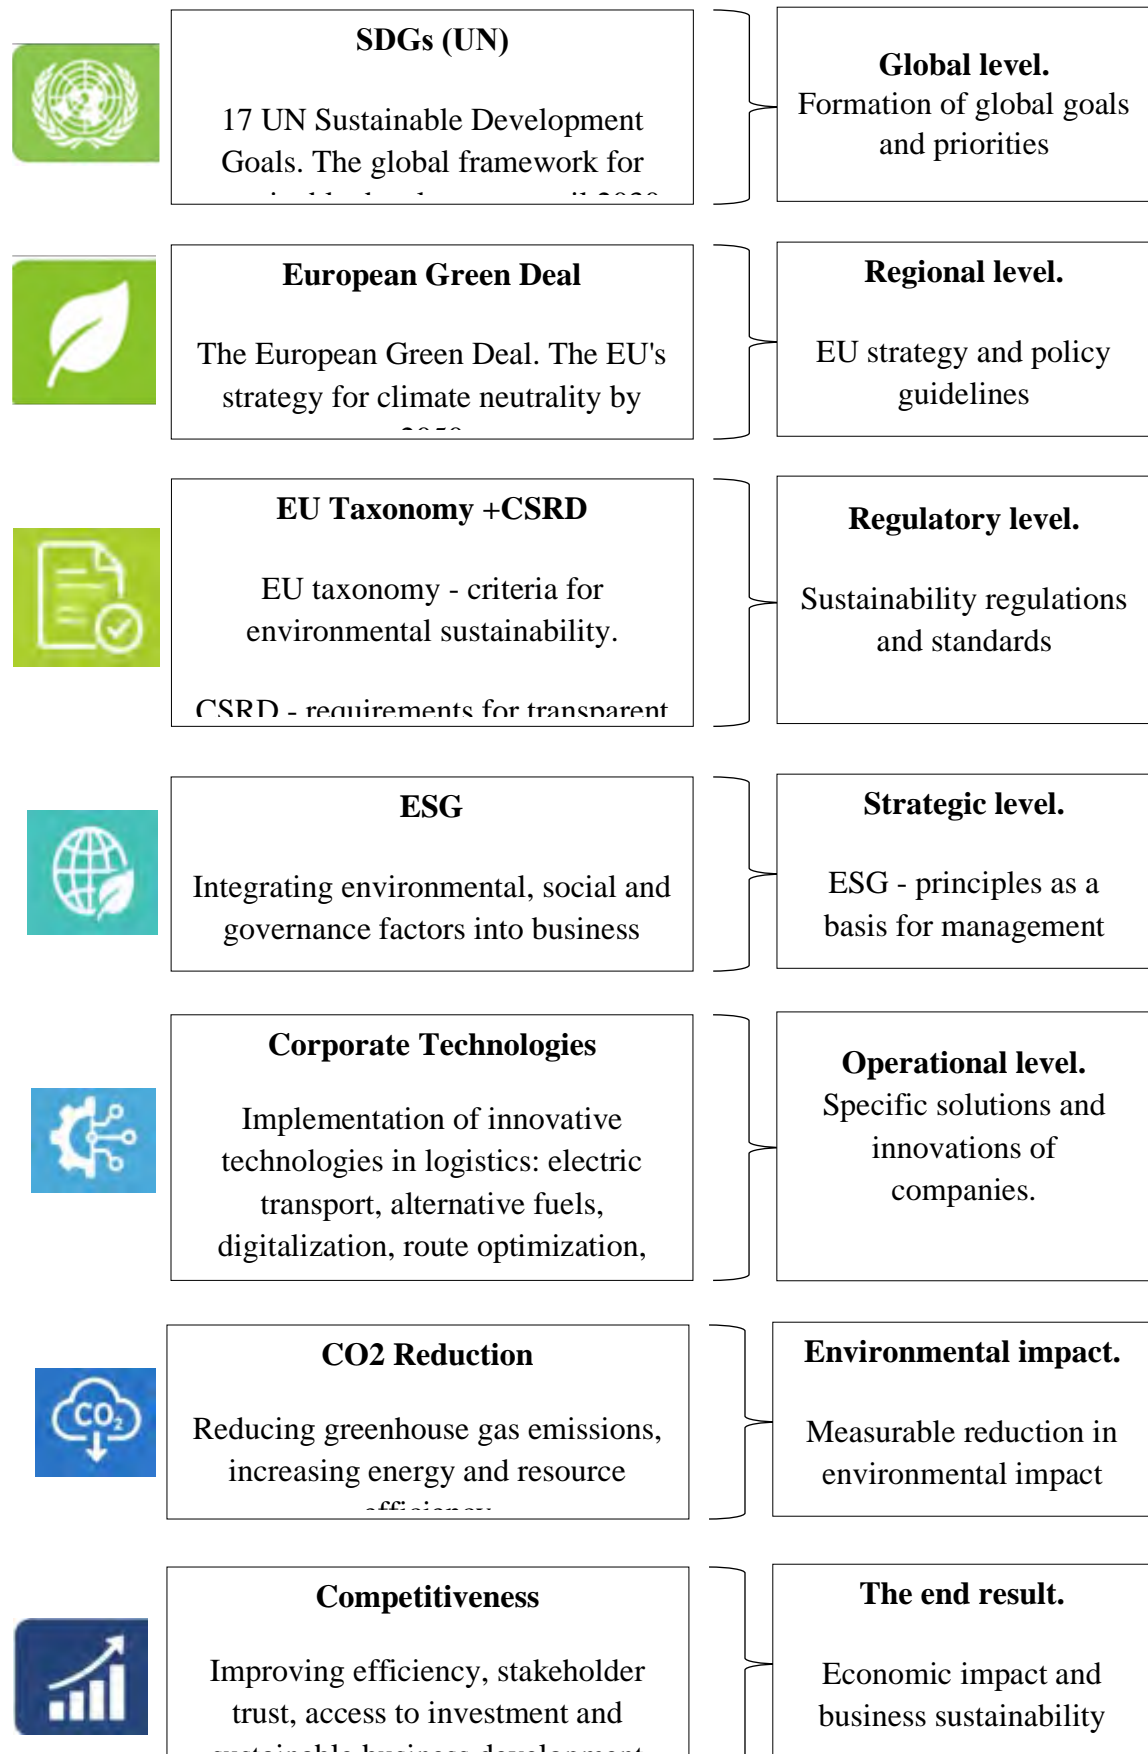 SDGs (UN)
17 UN Sustainable Development
Goals. The global framework for
Global level.
Formation of global goals
and priorities
European Green Deal
The European Green Deal. The EU's
strategy for climate neutrality by
2050
Regional level.
EU strategy and policy
guidelines
EU Taxonomy +CSRD
EU taxonomy - criteria for
environmental sustainability.
CSRD - requirements for transparent
Regulatory level.
Sustainability regulations
and standards
ESG
Integrating environmental, social and
governance factors into business
Strategic level.
ESG - principles as a
basis for management
Corporate Technologies
Implementation of innovative
technologies in logistics: electric
transport, alternative fuels,
digitalization, route optimization,
Operational level.
Specific solutions and
innovations of
companies.
CO₂
CO2 Reduction
Reducing greenhouse gas emissions,
increasing energy and resource
efficiency
Environmental impact.
Measurable reduction in
environmental impact
Competitiveness
Improving efficiency, stakeholder
trust, access to investment and
sustainable business development
The end result.
Economic impact and
business sustainability